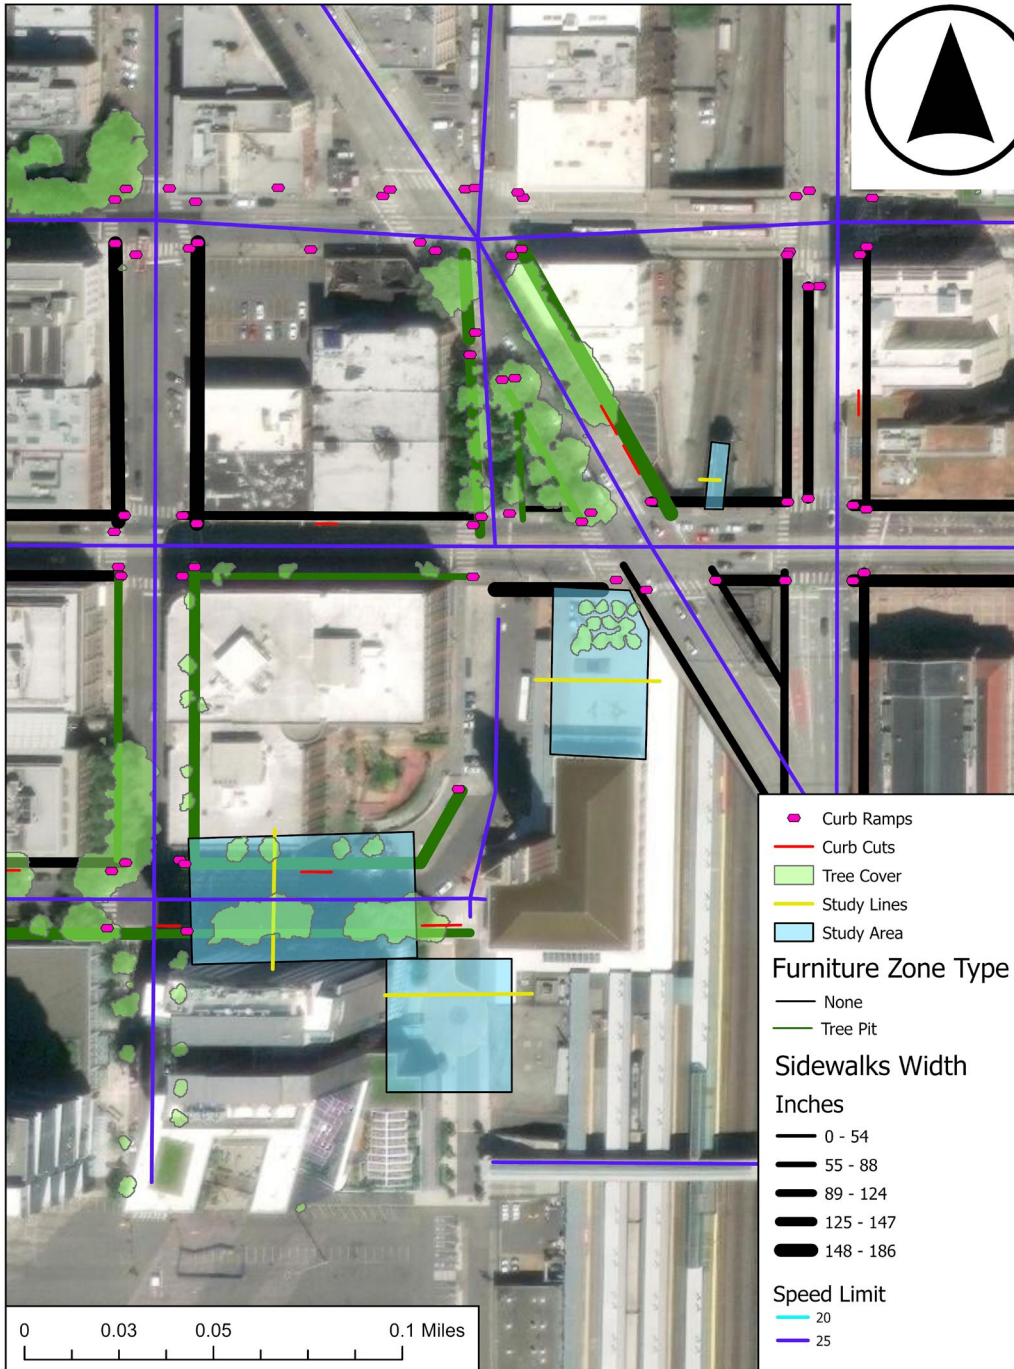 Curb Ramps
Curb Cuts
Tree Cover
Study Lines
Study Area
Furniture Zone Type
None
Tree Pit
Sidewalks Width
Inches
0 - 54
55 - 88
89 - 124
125 - 147
148 - 186
Speed Limit
20
25
0 0.03 0.05 0.1 Miles